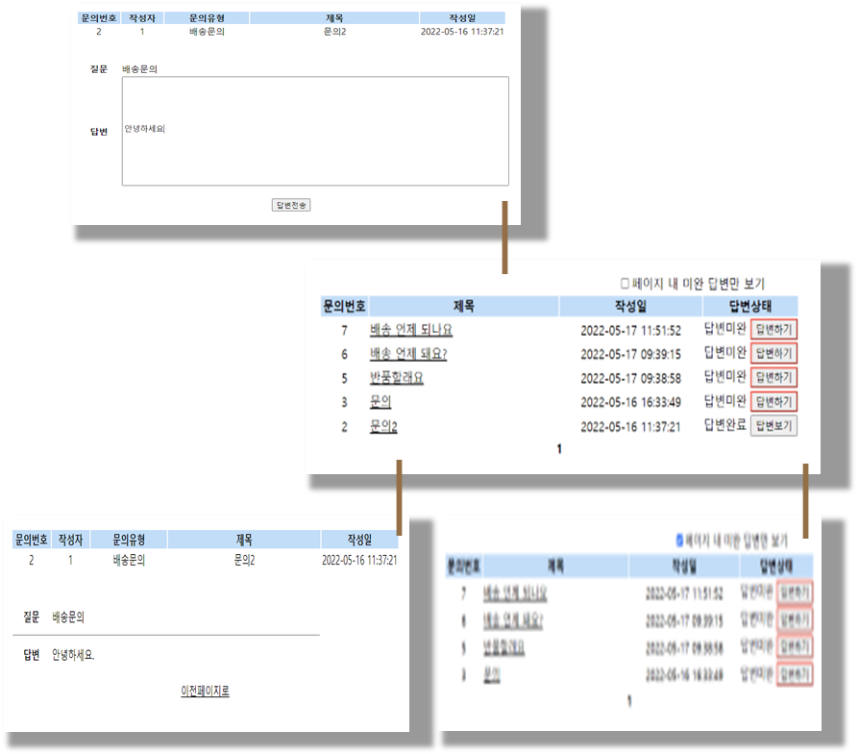 문의번호 작성자 문의유형 제목 작성일
2 1 배송문의 문의2 2022-05-16 11:37:21
질문 배송문의
답변 안녕하세요
답변전송
페이지 내 미완 답변만 보기
문의번호 제목 작성일 답변상태
7 배송 언제 되나요 2022-05-17 11:51:52 답변미완 답변하기
6 배송 언제 돼요? 2022-05-17 09:39:15 답변미완 답변하기
5 반품할래요 2022-05-17 09:38:58 답변미완 답변하기
3 문의 2022-05-16 16:33:49 답변미완 답변하기
2 문의2 2022-05-16 11:37:21 답변완료 답변보기
1
문의번호 작성자 문의유형 제목 작성일
2 1 배송문의 문의2 2022-05-16 11:37:21
질문 배송문의
답변 안녕하세요.
이전페이지로
페이지 내 미완 답변만 보기
문의번호 제목 작성일 답변상태
7 배송 언제 되나요 2022-05-17 11:51:52 답변미완 답변하기
6 배송 언제 돼요? 2022-05-17 09:39:15 답변미완 답변하기
5 반품할래요 2022-05-17 09:38:58 답변미완 답변하기
3 문의 2022-05-16 16:33:49 답변미완 답변하기
1